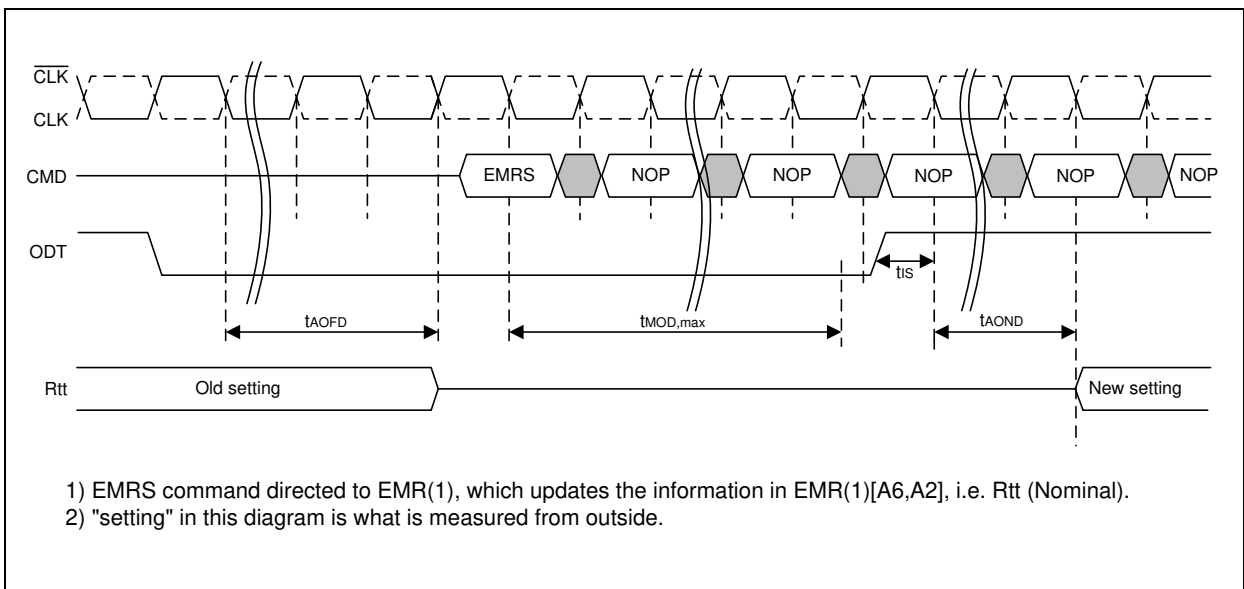 CLK
CLK
CMD
EMRS
NOP
NOP
NOP
NOP
NOP
ODT
tIS
tAOFD
tMOD,max
tAOND
Rtt
Old setting
New setting
1) EMRS command directed to EMR(1), which updates the information in EMR(1)[A6,A2], i.e. Rtt (Nominal).
2) "setting" in this diagram is what is measured from outside.